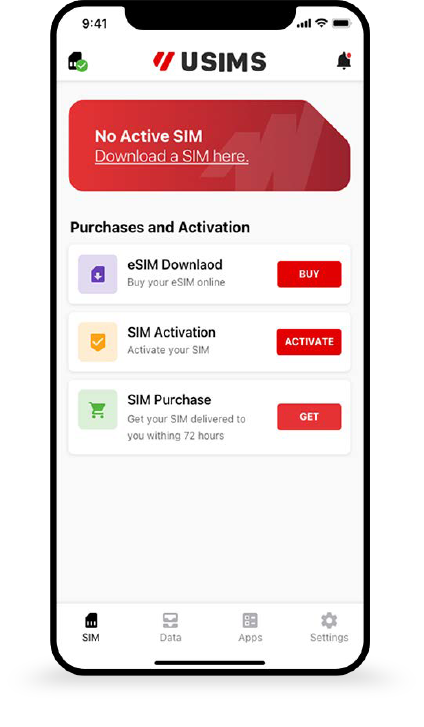 9:41
USIMS
No Active SIM
Download a SIM here.
Purchases and Activation
eSIM Downlaod
Buy your eSIM online
BUY
SIM Activation
Activate your SIM
ACTIVATE
SIM Purchase
Get your SIM delivered to
you withing 72 hours
GET
SIM
Data
Apps
Settings